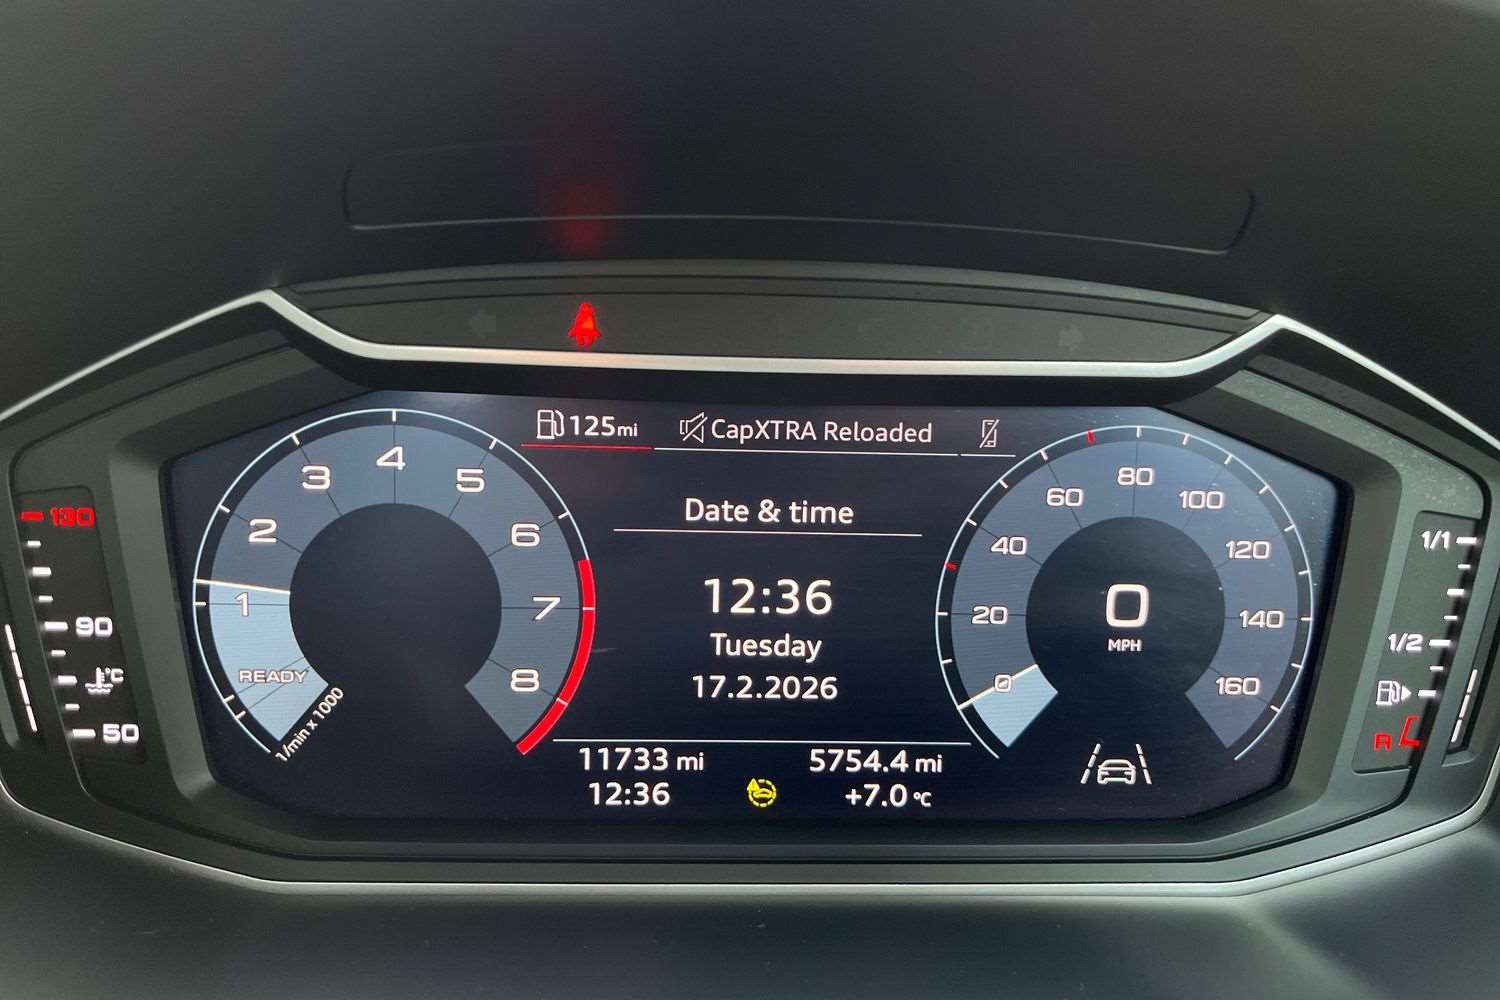 125mi
CapXTRA Reloaded
Date & time
12:36
Tuesday
17.2.2026
11733 mi
5754.4 mi
12:36
+7.0 °C
1
2
3
4
5
6
7
8
READY
1/min x 1000
0
20
40
60
80
100
120
140
160
0
MPH
130
90
°C
50
1/1
1/2
R